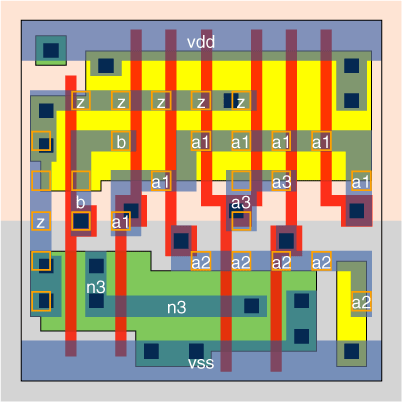 vdd
z z z z z
b a1 a1 a1 a1
a1 a3 a1
b a3
z a1
a2 a2 a2 a2
n3 a2
n3
vss